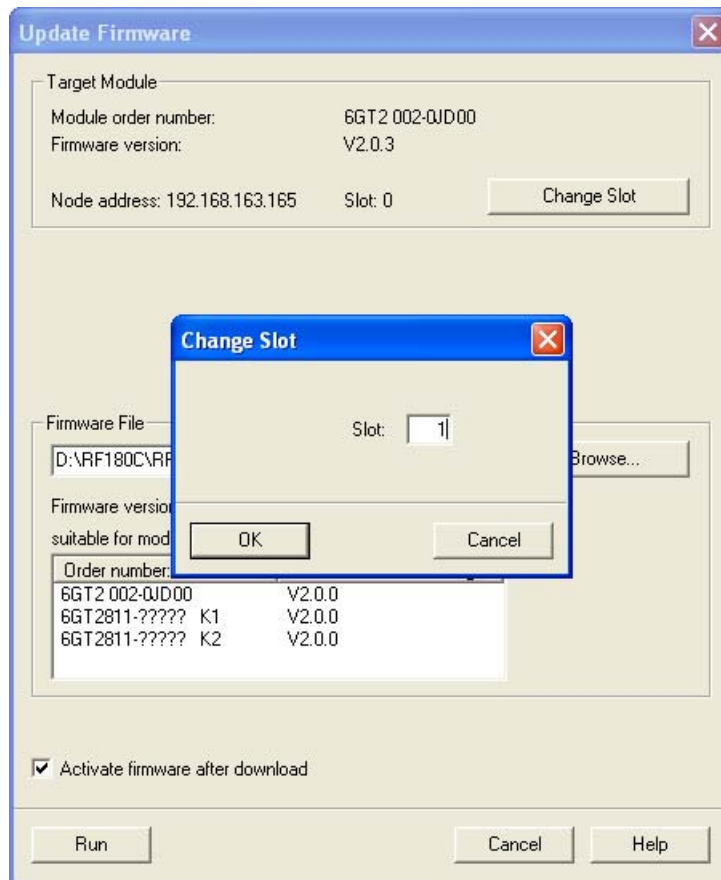 Update Firmware
Target Module
Module order number: 6GT2 002-0JD00
Firmware version: V2.0.3
Node address: 192.168.163.165 Slot: 0 Change Slot
Change Slot
Slot: 1
OK Cancel
Firmware File
D:\RF180C\ Browse...
Firmware
suitable for
Order number:
6GT2 002-0JD00 V2.0.0
6GT2811-????? K1 V2.0.0
6GT2811-????? K2 V2.0.0
Activate firmware after download
Run Cancel Help